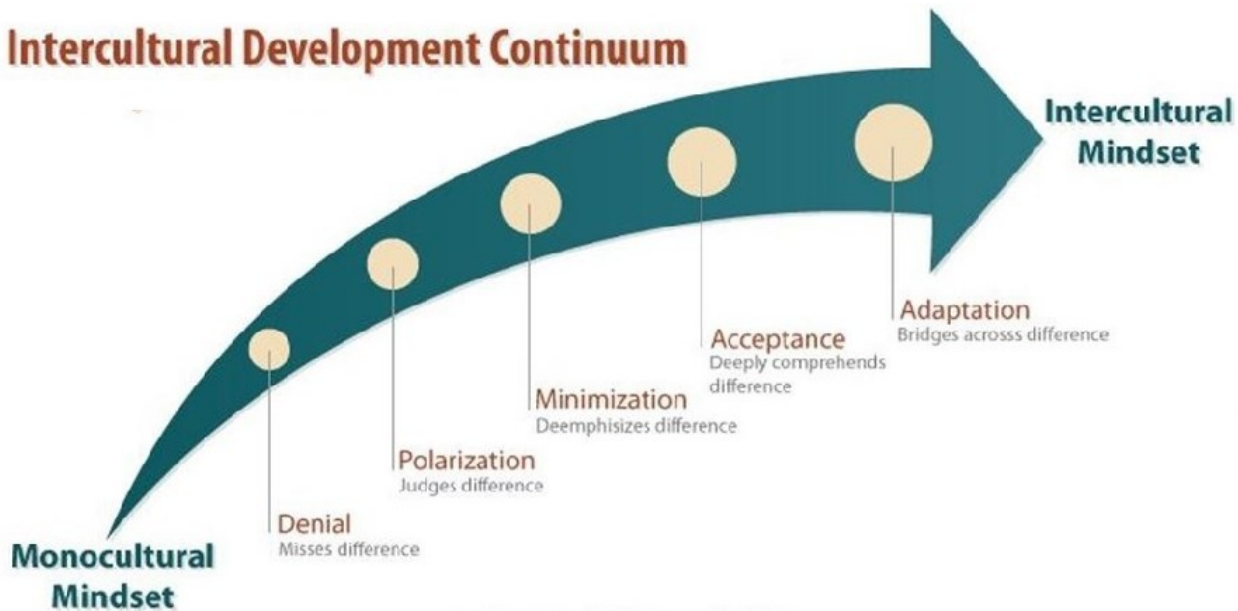 Intercultural Development Continuum
Intercultural
Mindset
Adaptation
Bridges acrosss difference
Acceptance
Deeply comprehends
difference
Minimization
Deemphisizes difference
Polarization
Judges difference
Denial
Misses difference
Monocultural
Mindset